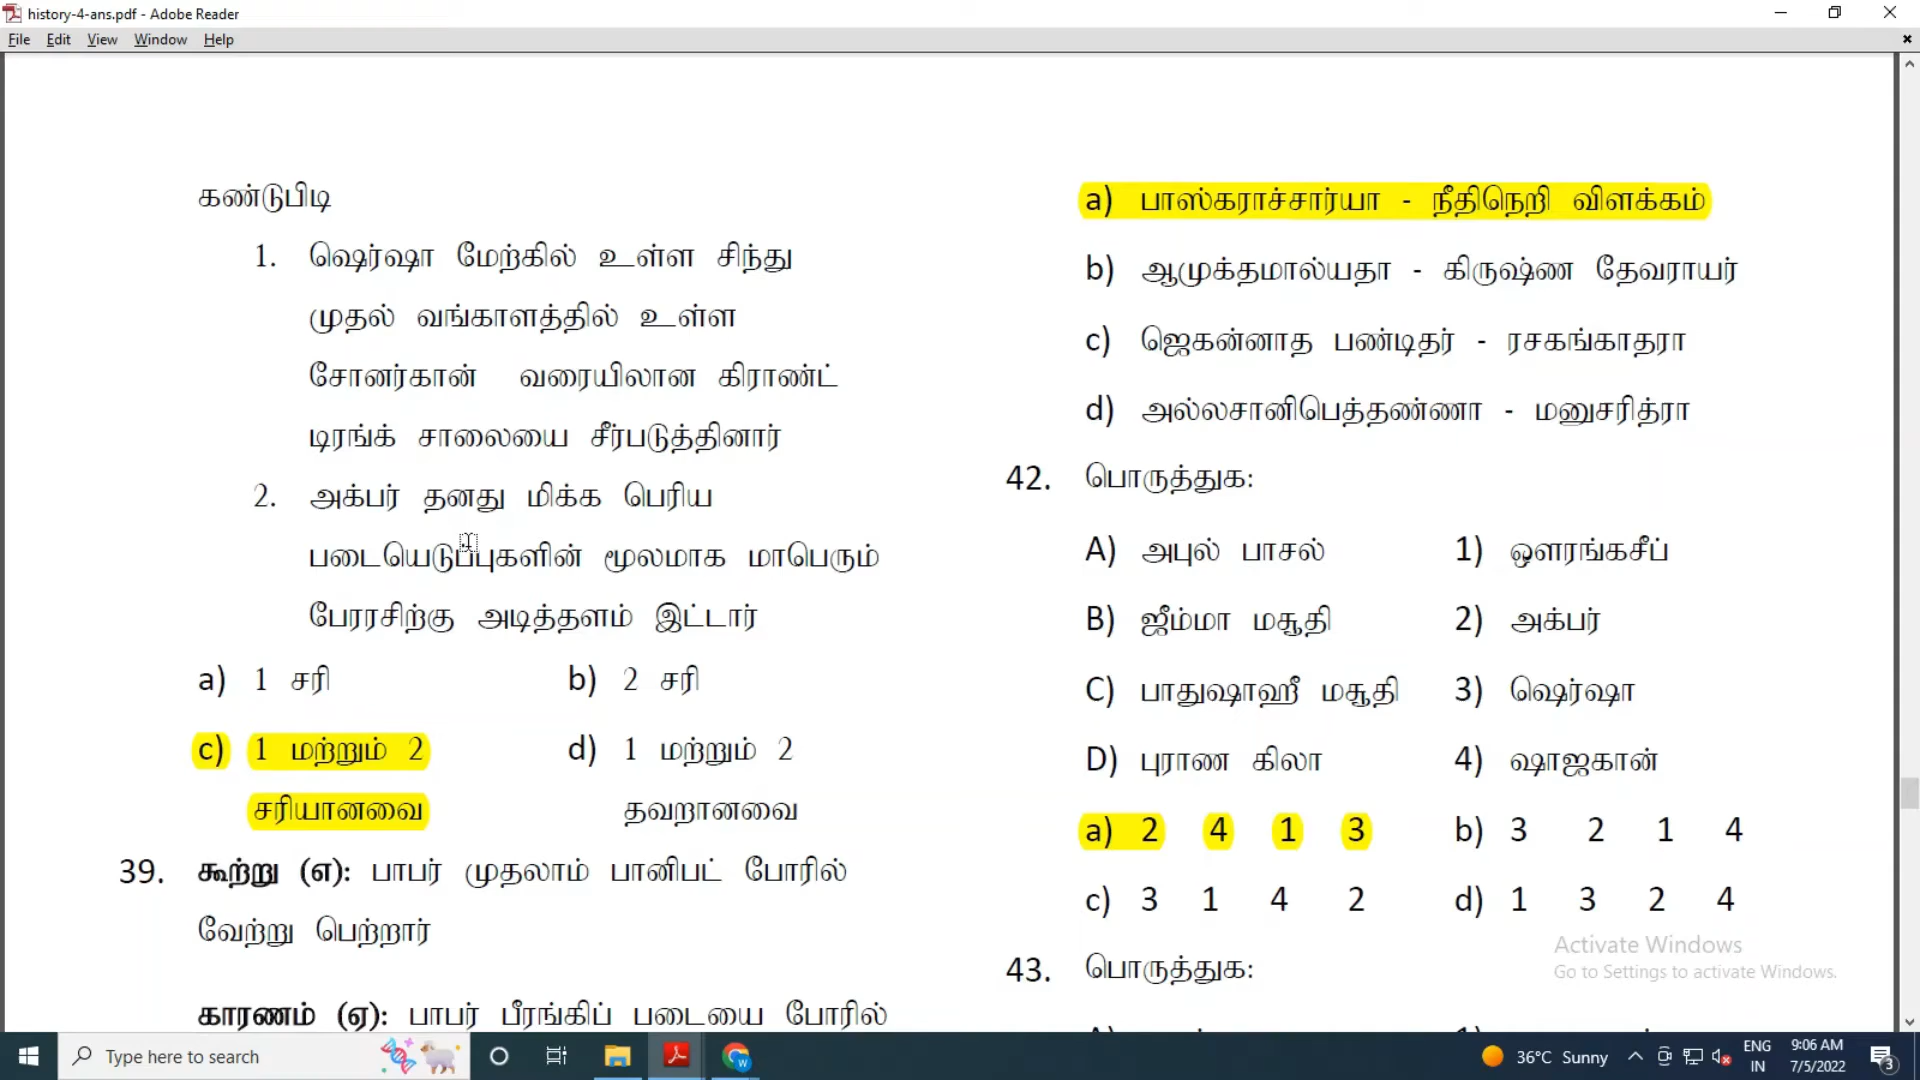 history-4-ans.pdf - Adobe Reader
File Edit View Window Help
கண்டுபிடி
1. ஷெர்ஷா மேற்கில் உள்ள சிந்து
முதல் வங்காளத்தில் உள்ள
சோனர்கான் வரையிலான கிராண்ட்
டிரங்க் சாலையை சீர்படுத்தினார்
2. அக்பர் தனது மிக்க பெரிய
படையெடுப்புகளின் மூலமாக மாபெரும்
பேரரசிற்கு அடித்தளம் இட்டார்
a) 1 சரி b) 2 சரி
c) 1 மற்றும் 2 d) 1 மற்றும் 2
சரியானவை தவறானவை
39. கூற்று (எ): பாபர் முதலாம் பானிபட் போரில்
வேற்று பெற்றார்
காரணம் (ஏ): பாபர் பீரங்கிப் படையை போரில்
a) பாஸ்கராச்சார்யா - நீதிநெறி விளக்கம்
b) ஆமுக்தமால்யதா - கிருஷ்ண தேவராயர்
c) ஜெகன்னாத பண்டிதர் - ரசகங்காதரா
d) அல்லசானிபெத்தண்ணா - மனுசரித்ரா
42. பொருத்துக:
A) அபுல் பாசல் 1) ஔரங்கசீப்
B) ஜீம்மா மசூதி 2) அக்பர்
C) பாதுஷாஹீ மசூதி 3) ஷெர்ஷா
D) புராண கிலா 4) ஷாஜகான்
a) 2 4 1 3 b) 3 2 1 4
c) 3 1 4 2 d) 1 3 2 4
43. பொருத்துக:
Activate Windows
Go to Settings to activate Windows.
Type here to search
36°C Sunny
ENG
IN
9:06 AM
7/5/2022
3